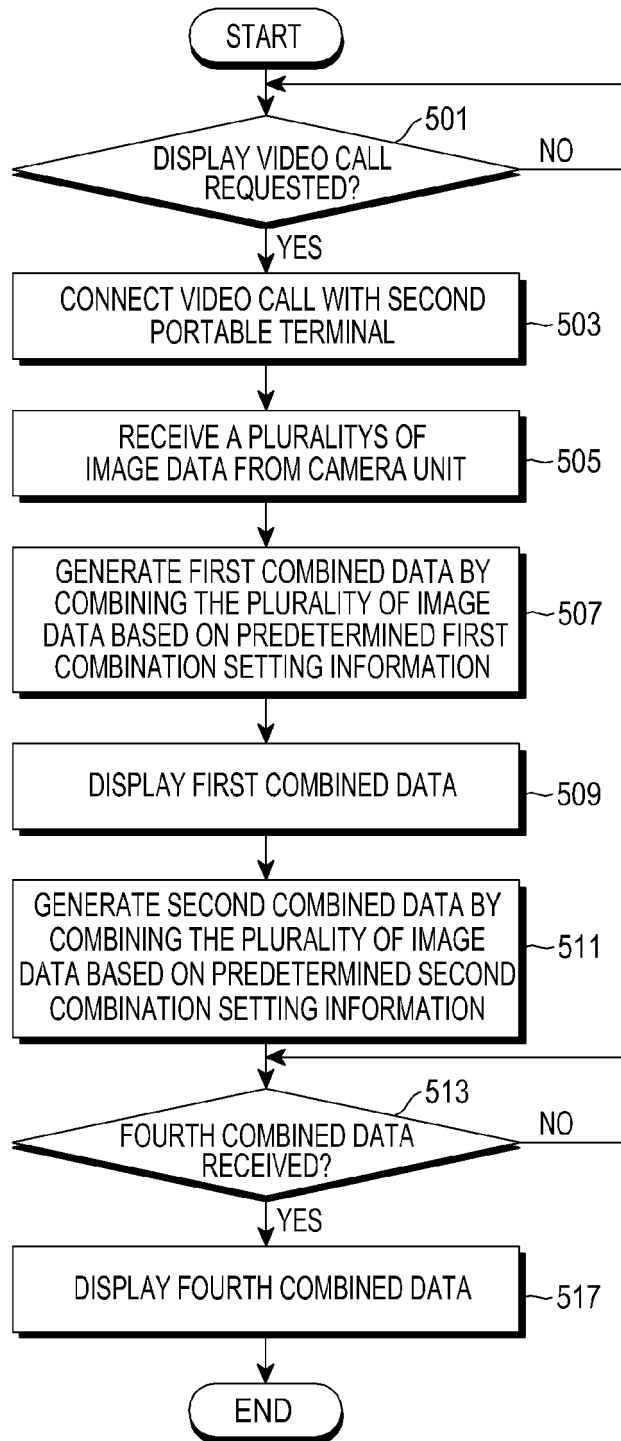 START
501
DISPLAY VIDEO CALL
REQUESTED?
NO
YES
CONNECT VIDEO CALL WITH SECOND
PORTABLE TERMINAL
503
RECEIVE A PLURALITYS OF
IMAGE DATA FROM CAMERA UNIT
505
GENERATE FIRST COMBINED DATA BY
COMBINING THE PLURALITY OF IMAGE
DATA BASED ON PREDETERMINED FIRST
COMBINATION SETTING INFORMATION
507
DISPLAY FIRST COMBINED DATA
509
GENERATE SECOND COMBINED DATA BY
COMBINING THE PLURALITY OF IMAGE
DATA BASED ON PREDETERMINED SECOND
COMBINATION SETTING INFORMATION
511
513
FOURTH COMBINED DATA
RECEIVED?
NO
YES
DISPLAY FOURTH COMBINED DATA
517
END